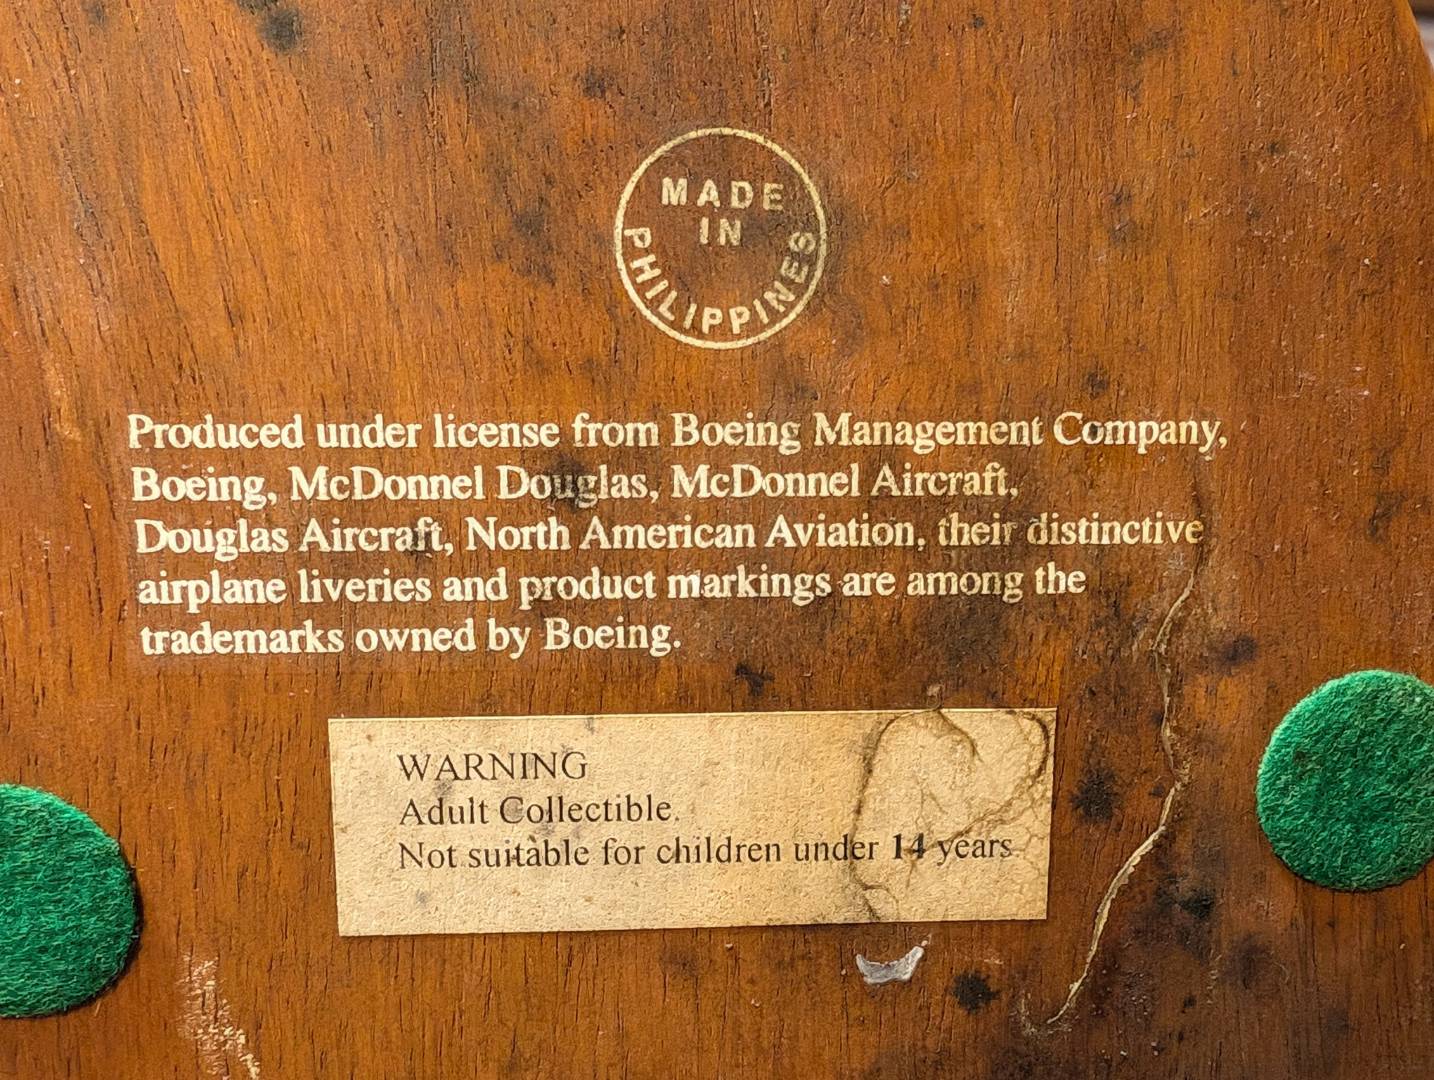 MADE
IN
PHILIPPINES
Produced under license from Boeing Management Company,
Boeing, McDonnel Douglas, McDonnel Aircraft,
Douglas Aircraft, North American Aviation, their distinctive
airplane liveries and product markings are among the
trademarks owned by Boeing.
WARNING
Adult Collectible.
Not suitable for children under 14 years.